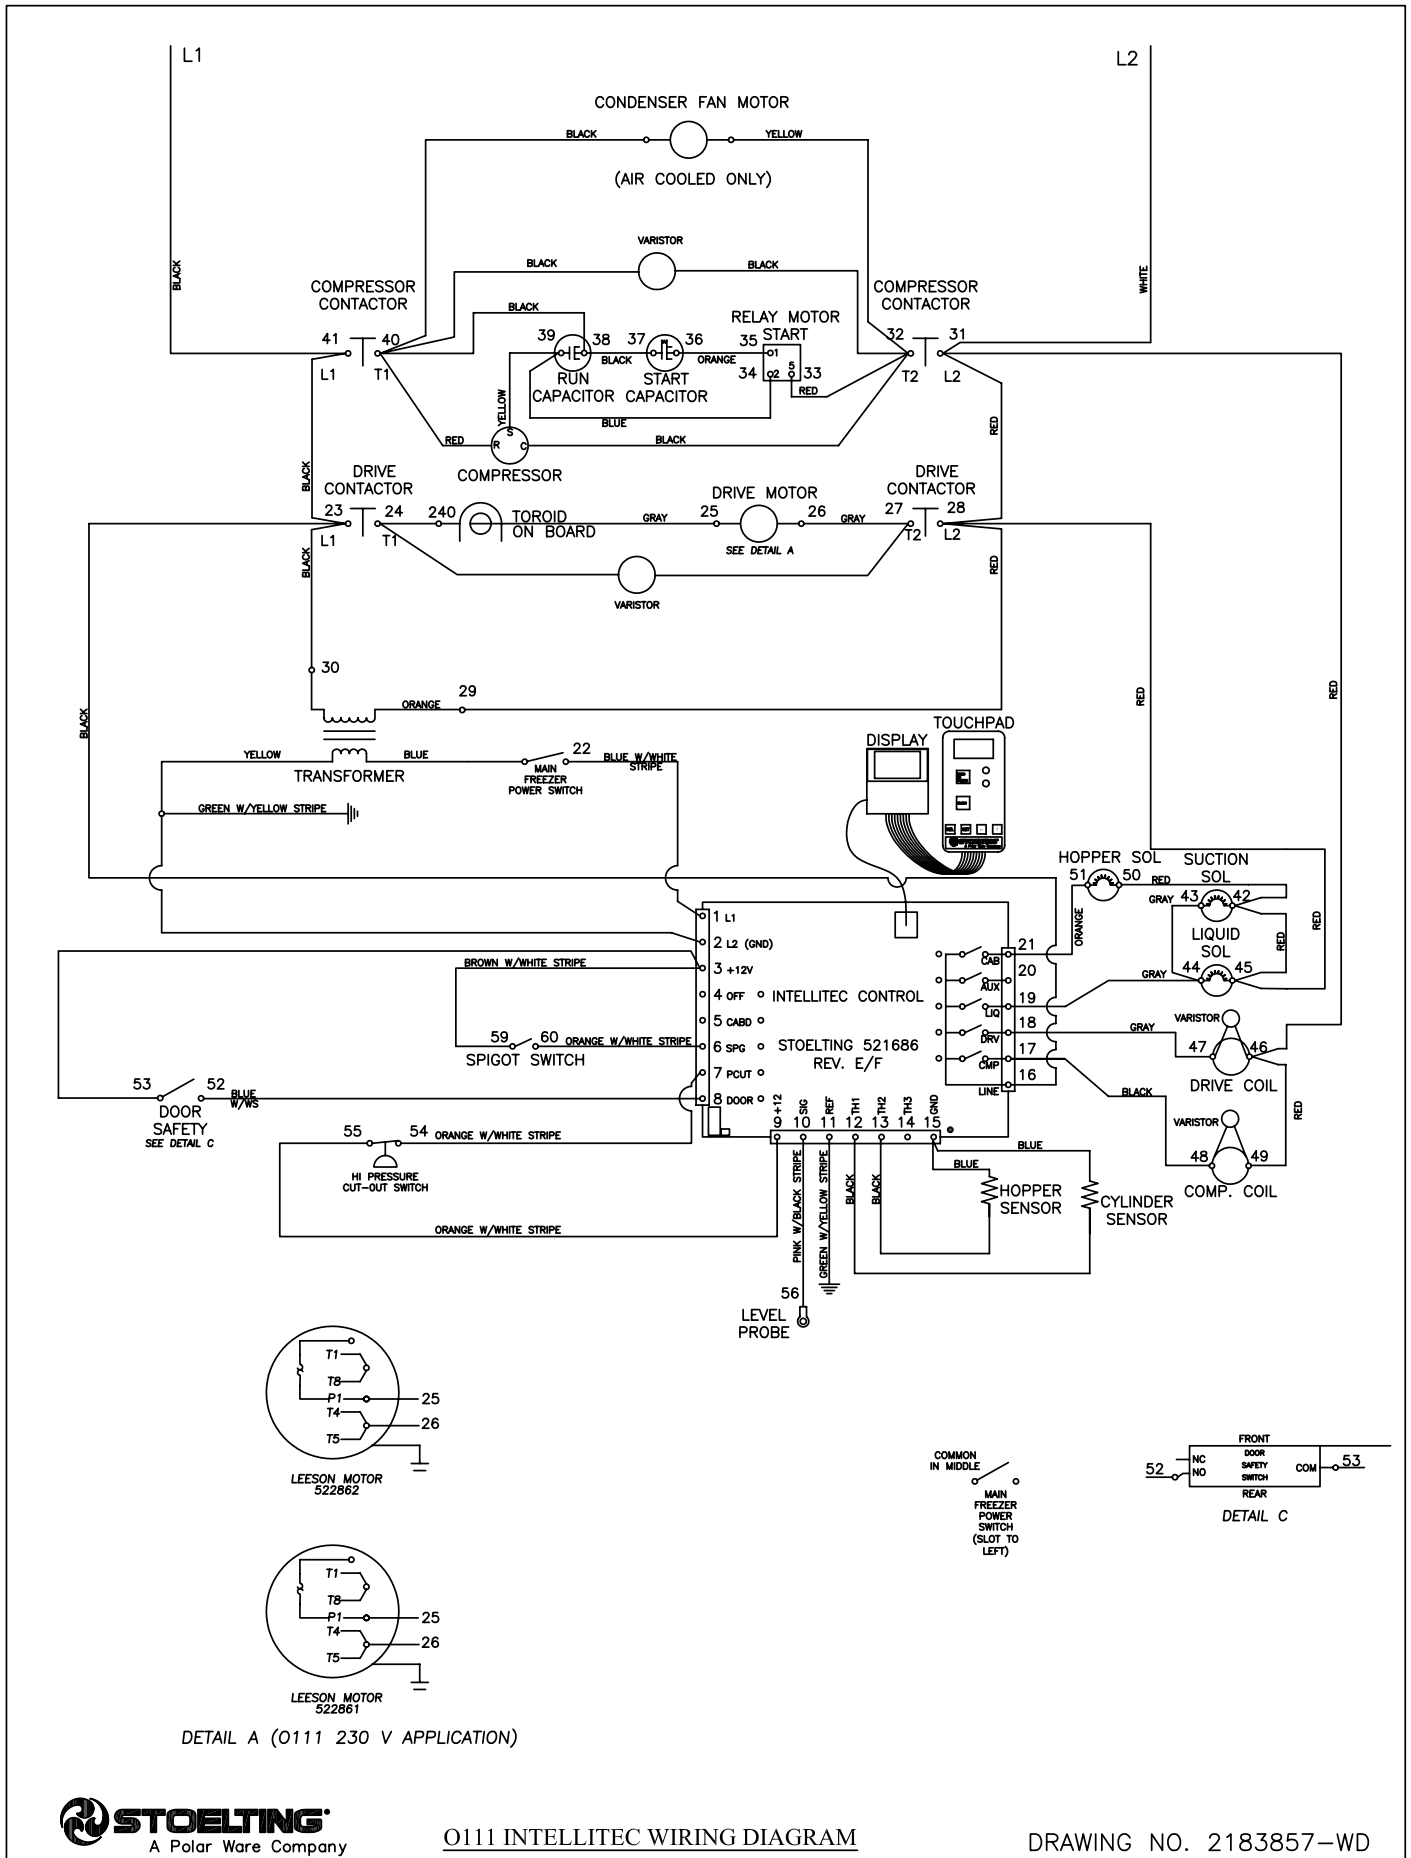 L1
L2
CONDENSER FAN MOTOR
BLACK
YELLOW
(AIR COOLED ONLY)
VARISTOR
BLACK
BLACK
BLACK
WHITE
COMPRESSOR
CONTACTOR
COMPRESSOR
CONTACTOR
BLACK
RELAY MOTOR
START
41
40
39
38
37
36
35
1
32
31
L1
T1
BLACK
ORANGE
34
2
5
33
T2
L2
RUN
CAPACITOR
START
CAPACITOR
RED
YELLOW
BLUE
RED
RED
R
S
C
BLACK
COMPRESSOR
BLACK
DRIVE
CONTACTOR
DRIVE MOTOR
DRIVE
CONTACTOR
23
24
240
TOROID
ON BOARD
GRAY
25
26
GRAY
27
28
L1
T1
SEE DETAIL A
T2
L2
BLACK
RED
VARISTOR
30
29
ORANGE
BLACK
RED
RED
TOUCHPAD
DISPLAY
YELLOW
BLUE
22
BLUE W/WHITE
STRIPE
TRANSFORMER
MAIN
FREEZER
POWER SWITCH
GREEN W/YELLOW STRIPE
HOPPER SOL
SUCTION
SOL
51
50
RED
GRAY
43
42
ORANGE
LIQUID
SOL
RED
RED
GRAY
44
45
1 L1
2 L2 (GND)
3 +12V
4 OFF
5 CABD
6 SPG
7 PCUT
8 DOOR
BROWN W/WHITE STRIPE
INTELLITEC CONTROL
STOELTING 521686
REV. E/F
21
CAB
20
AUX
19
LIQ
18
DRV
17
CMP
16
LINE
59
60
ORANGE W/WHITE STRIPE
SPIGOT SWITCH
VARISTOR
GRAY
47
46
DRIVE COIL
53
52
BLUE
W/WS
DOOR
SAFETY
SEE DETAIL C
BLACK
RED
VARISTOR
48
49
COMP. COIL
55
54
ORANGE W/WHITE STRIPE
HI PRESSURE
CUT-OUT SWITCH
+12
SIG
REF
TH1
TH2
TH3
GND
9
10
11
12
13
14
15
BLUE
BLUE
HOPPER
SENSOR
CYLINDER
SENSOR
ORANGE W/WHITE STRIPE
PINK W/BLACK STRIPE
GREEN W/YELLOW STRIPE
BLACK
BLACK
56
LEVEL
PROBE
T1
T8
P1
T4
T5
25
26
LEESON MOTOR
522862
COMMON
IN MIDDLE
MAIN
FREEZER
POWER
SWITCH
(SLOT TO
LEFT)
FRONT
NC
NO
DOOR
SAFETY
SWITCH
COM
52
53
REAR
DETAIL C
T1
T8
P1
T4
T5
25
26
LEESON MOTOR
522861
DETAIL A (O111 230 V APPLICATION)
STOELTING
A Polar Ware Company
O111 INTELLITEC WIRING DIAGRAM
DRAWING NO. 2183857-WD